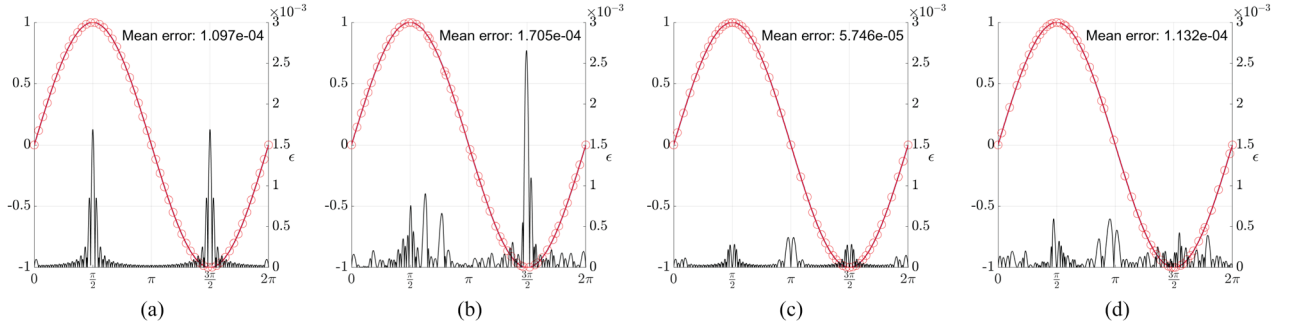 ×10⁻³ ×10⁻³ ×10⁻³ ×10⁻³
1 3 1 3 1 3 1 3
Mean error: 1.097e-04 Mean error: 1.705e-04 Mean error: 5.746e-05 Mean error: 1.132e-04
0.5 2.5 0.5 2.5 0.5 2.5 0.5 2.5
2 2 2 2
0 1.5 0 1.5 0 1.5 0 1.5
ϵ ϵ ϵ ϵ
1 1 1 1
-0.5 0.5 -0.5 0.5 -0.5 0.5 -0.5 0.5
-1 0 -1 0 -1 0 -1 0
0 π/2 π 3π/2 2π 0 π/2 π 3π/2 2π 0 π/2 π 3π/2 2π 0 π/2 π 3π/2 2π
(a) (b) (c) (d)